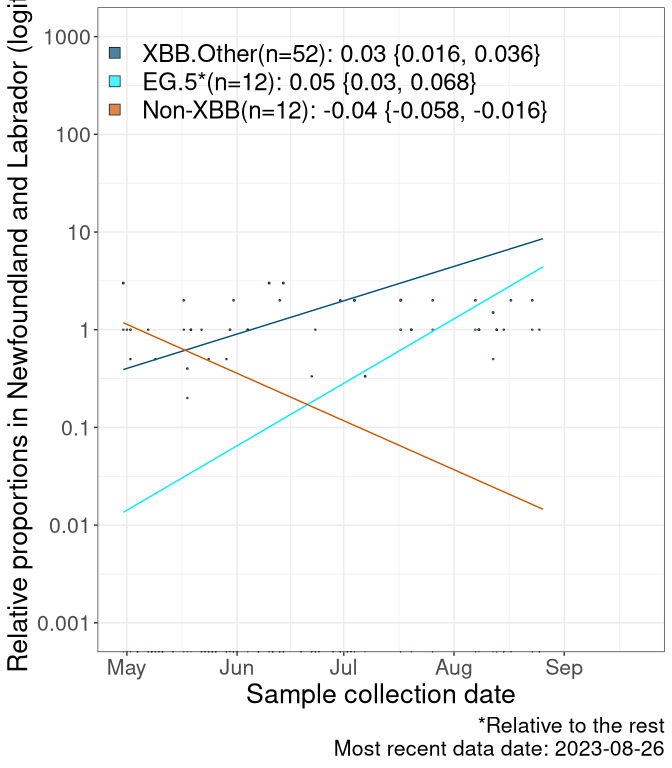 XBB.Other(n=52): 0.03 {0.016, 0.036}
EG.5*(n=12): 0.05 {0.03, 0.068}
Non-XBB(n=12): -0.04 {-0.058, -0.016}
Relative proportions in Newfoundland and Labrador
1000
100
10
1
0.1
0.01
0.001
May Jun Jul Aug Sep
Sample collection date
*Relative to the rest
Most recent data date: 2023-08-26